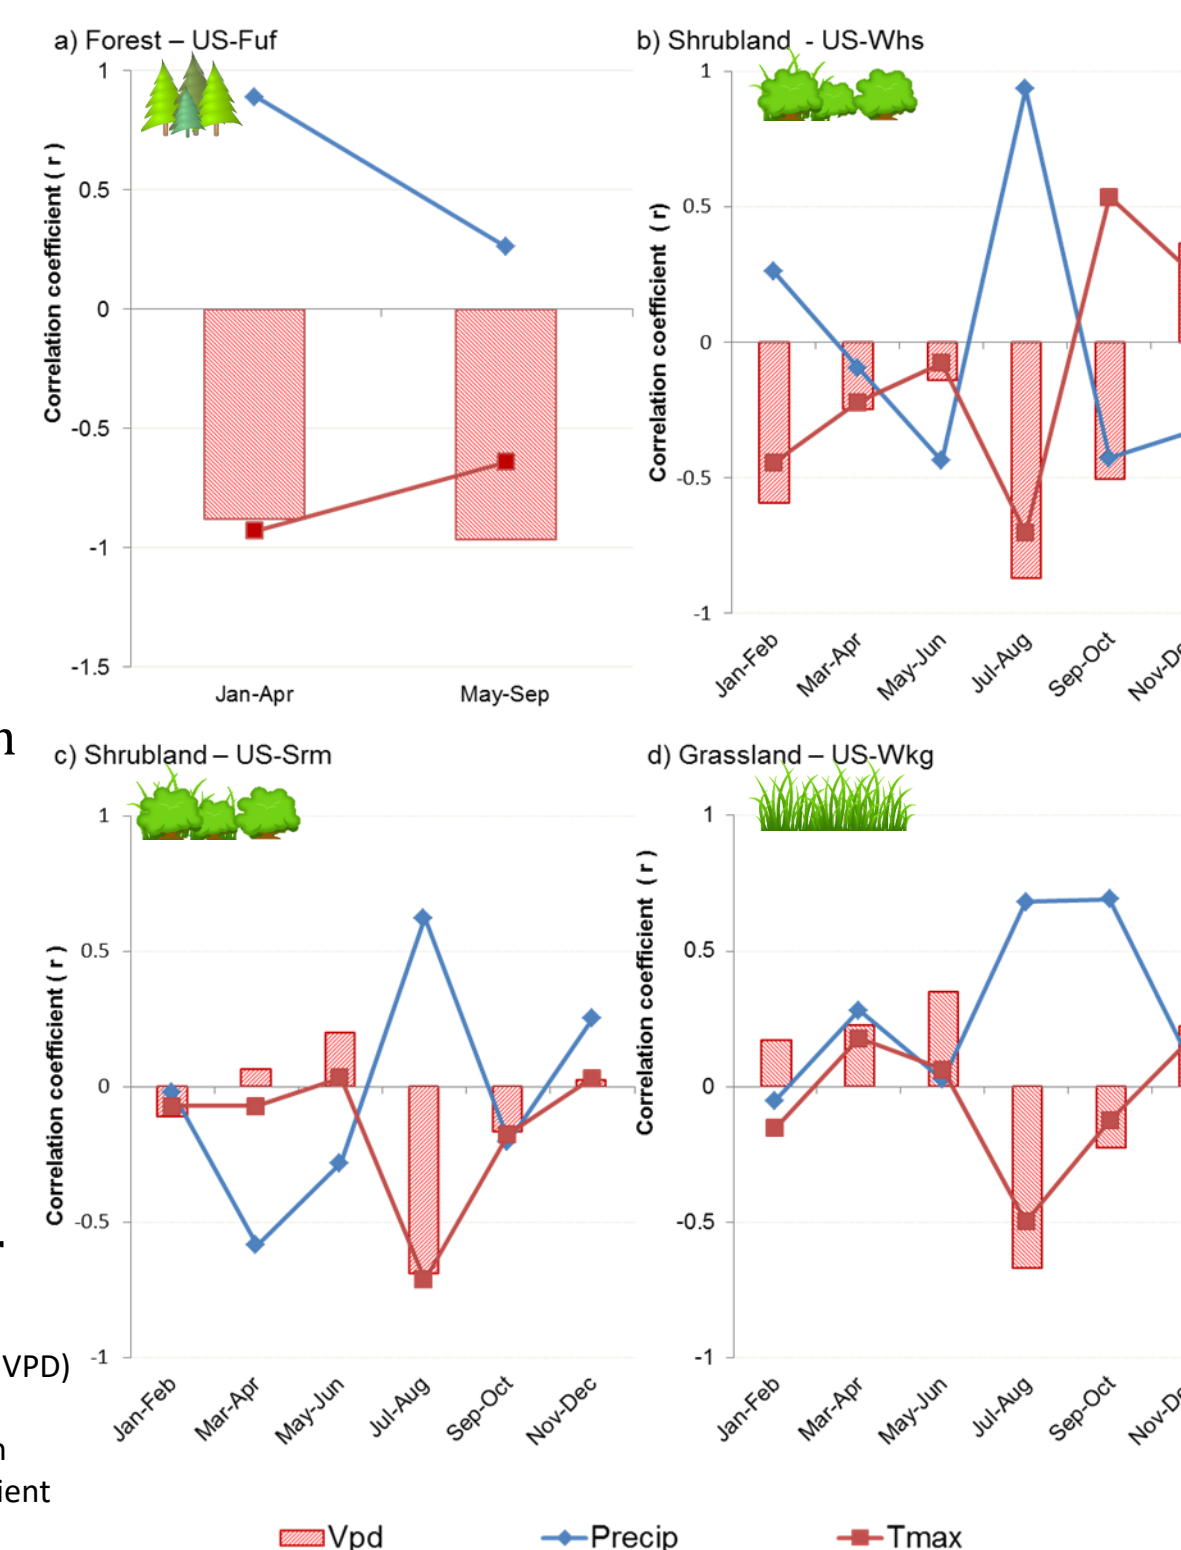 a) Forest – US-Fuf
1
0.5
0
-0.5
-1
-1.5
Correlation coefficient ( r )
Jan-Apr
May-Sep
b) Shrubland - US-Whs
1
0.5
0
-0.5
-1
Correlation coefficient ( r)
Jan-Feb
Mar-Apr
May-Jun
Jul-Aug
Sep-Oct
Nov-De
n
c) Shrubland – US-Srm
1
0.5
0
-0.5
-1
Correlation coefficient ( r )
Jan-Feb
Mar-Apr
May-Jun
Jul-Aug
Sep-Oct
Nov-Dec
d) Grassland – US-Wkg
1
0.5
0
-0.5
-1
Correlation coefficient ( r )
Jan-Feb
Mar-Apr
May-Jun
Jul-Aug
Sep-Oct
Nov-De
VPD)
n
ient
Vpd
Precip
Tmax